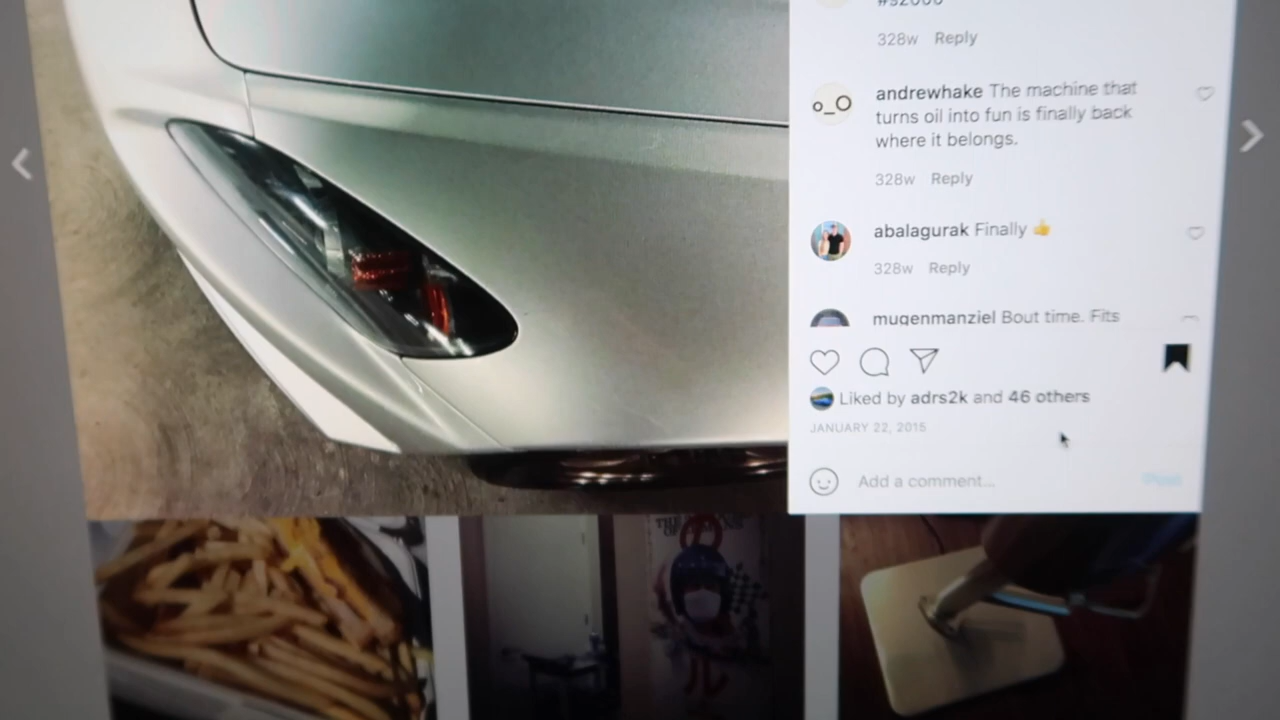 #s2000
328w Reply
andrewhake The machine that
turns oil into fun is finally back
where it belongs.
328w Reply
abalagurak Finally 👍
328w Reply
mugenmanziel Bout time. Fits
Liked by adrs2k and 46 others
JANUARY 22, 2015
Add a comment...